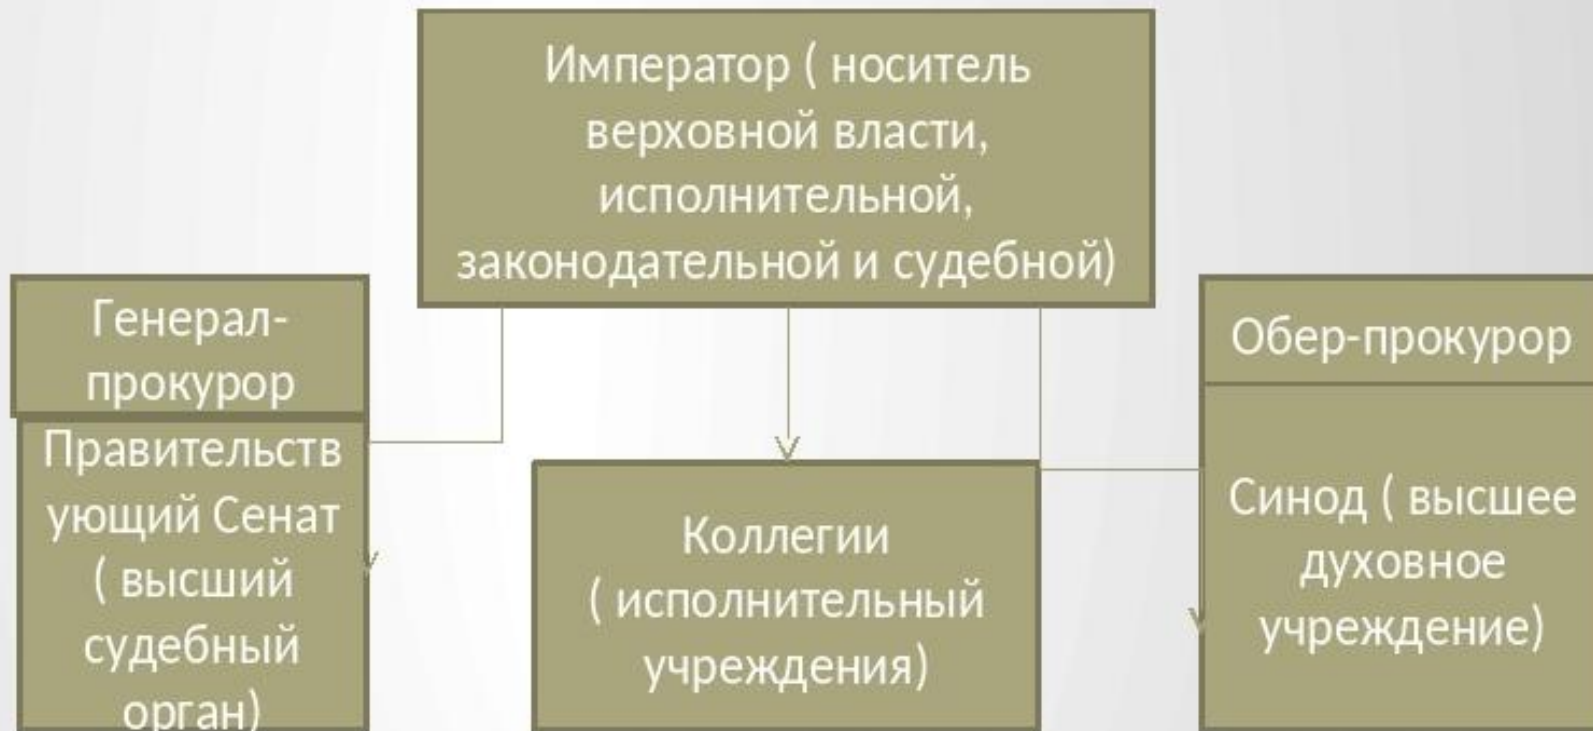 Император ( носитель
верховной власти,
исполнительной,
законодательной и судебной)
Генерал-
прокурор
Правительств
ующий Сенат
( высший
судебный
орган)
Коллегии
( исполнительный
учреждения)
Обер-прокурор
Синод ( высшее
духовное
учреждение)